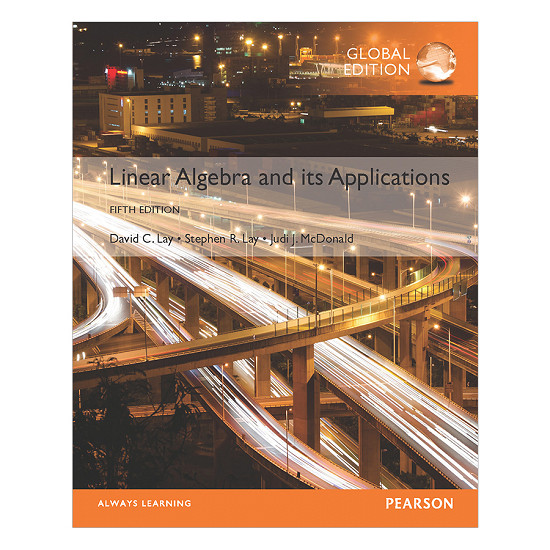 GLOBAL
EDITION
Linear Algebra and its Applications
FIFTH EDITION
David C. Lay • Stephen R. Lay • Judi J. McDonald
ALWAYS LEARNING
PEARSON